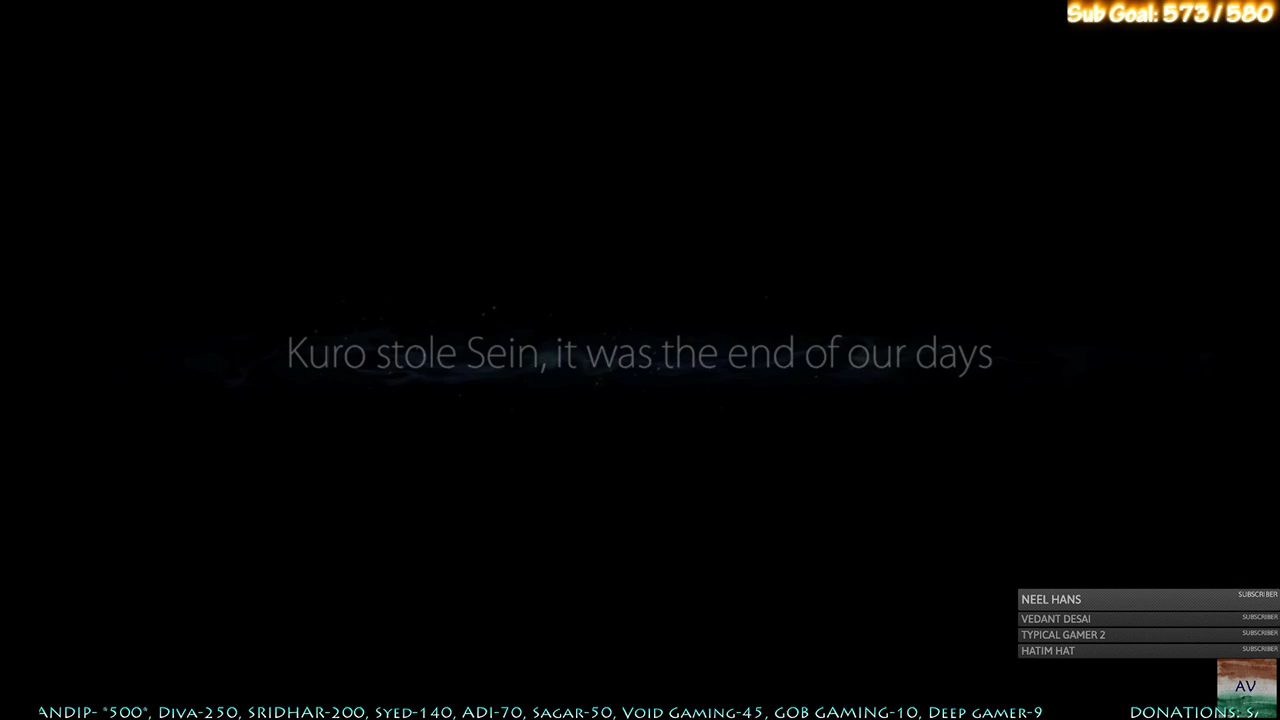 Sub Goal: 573 / 580
Kuro stole Sein, it was the end of our days
NEEL HANS SUBSCRIBER
VEDANT DESAI SUBSCRIBER
TYPICAL GAMER 2 SUBSCRIBER
HATIM HAT SUBSCRIBER
AV
ANDIP- *500*, Diva-250, SRIDHAR-200, Syed-140, ADI-70, Sagar-50, Void Gaming-45, GOB GAMING-10, Deep gamer-9 DONATIONS: